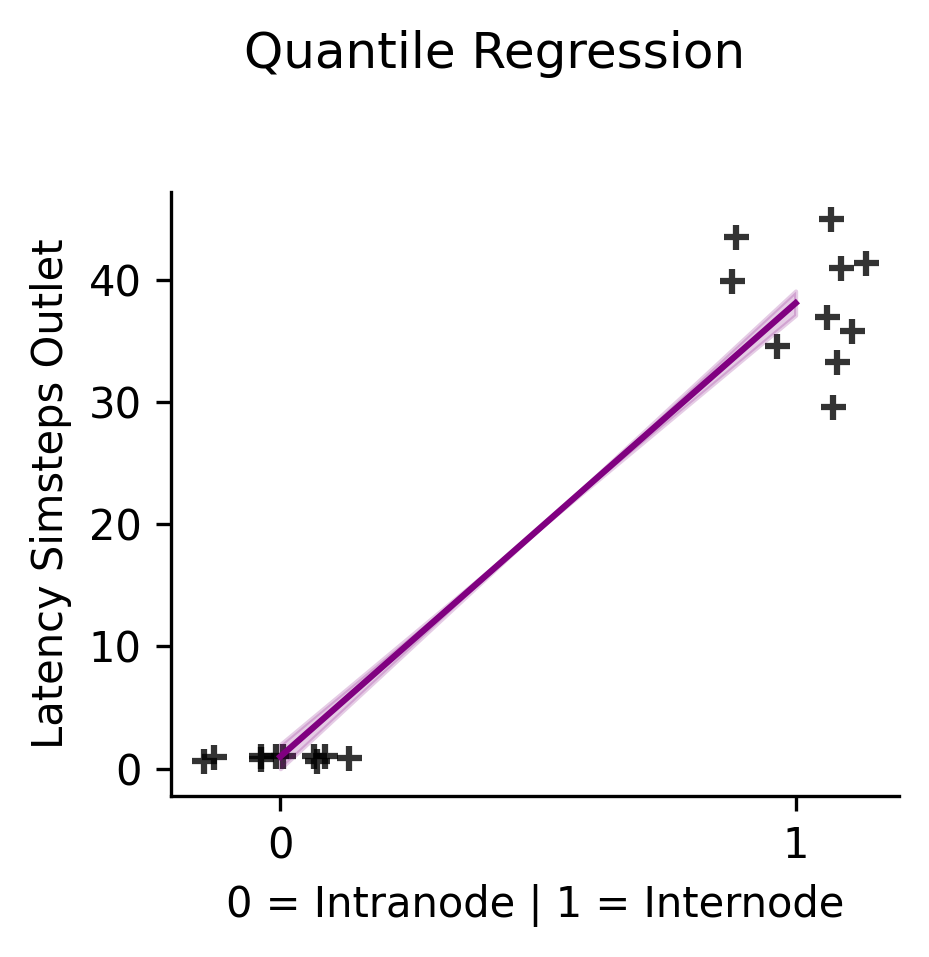 Quantile Regression
Latency Simsteps Outlet
40
30
20
10
0
0 1
0 = Intranode | 1 = Internode